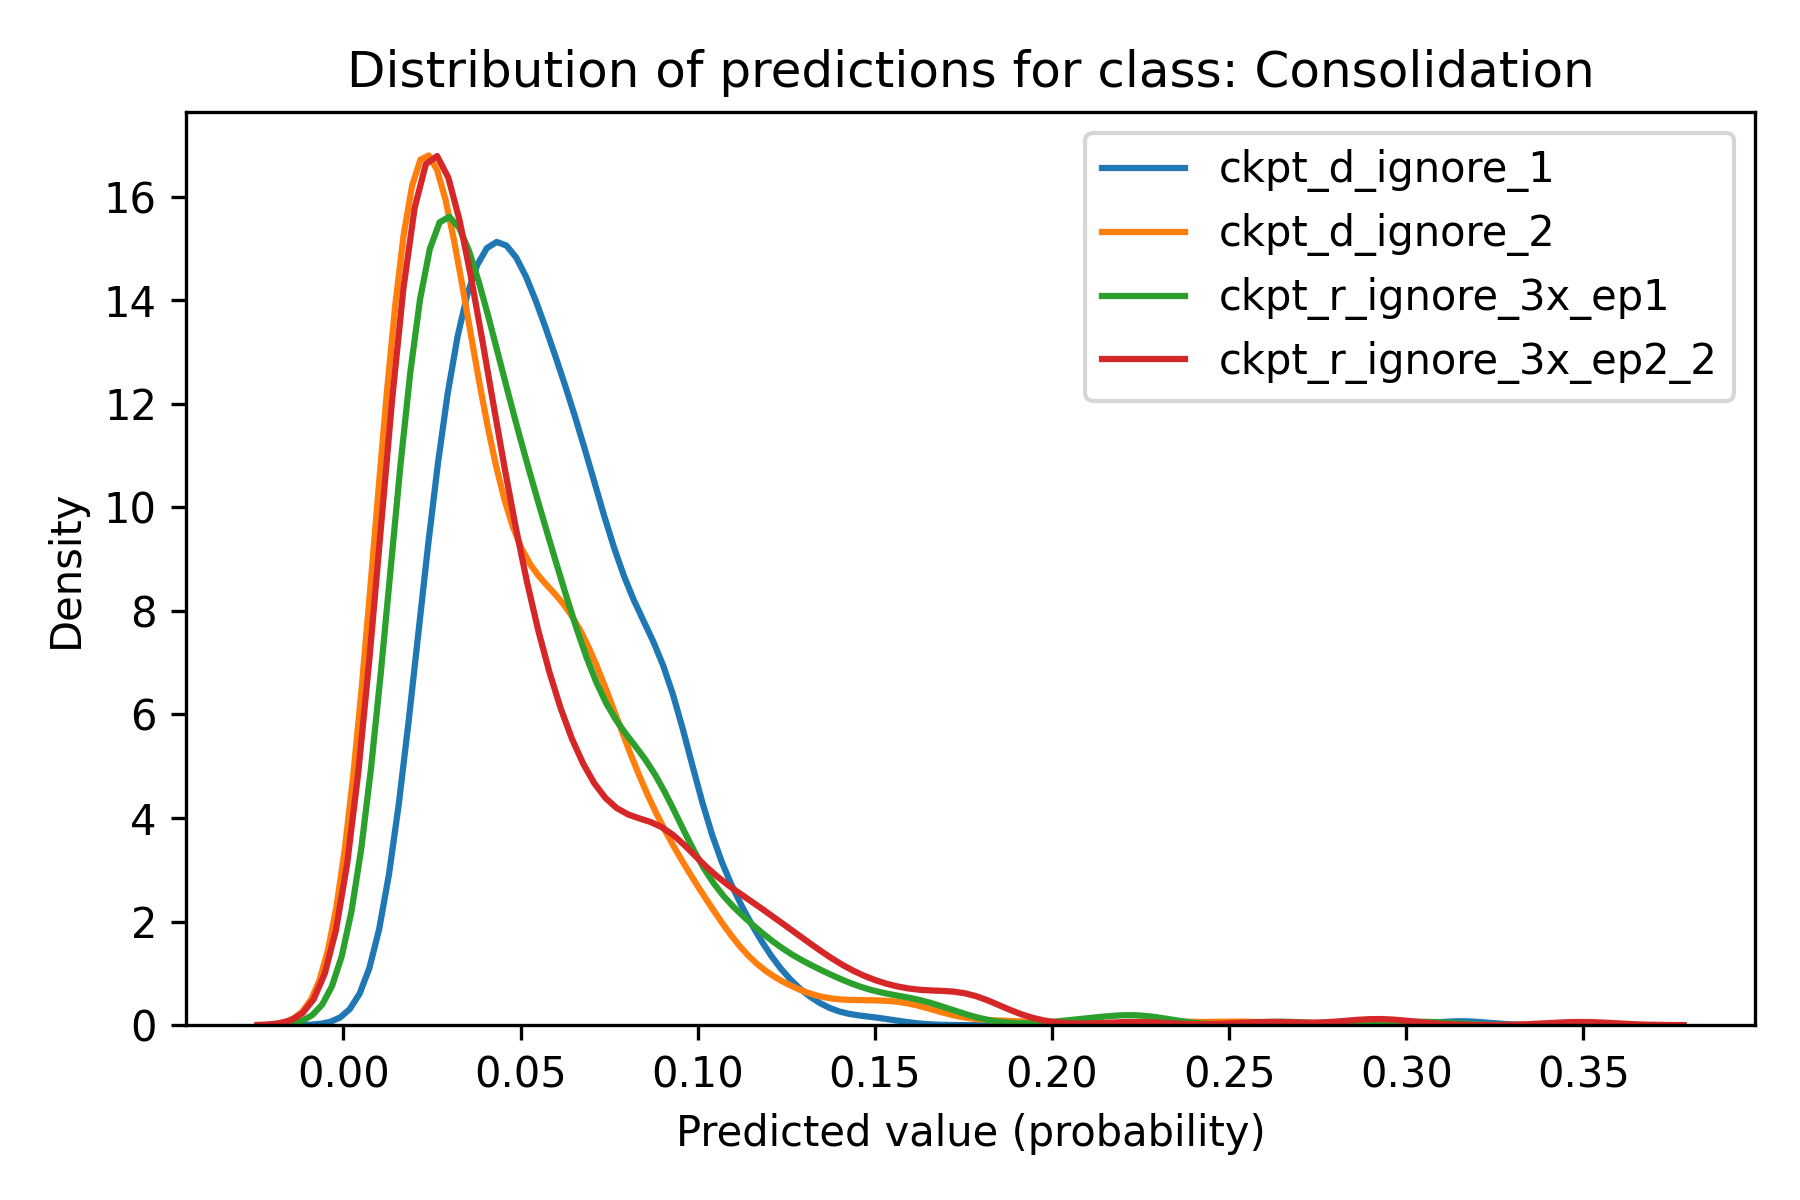 Distribution of predictions for class: Consolidation
ckpt_d_ignore_1
ckpt_d_ignore_2
ckpt_r_ignore_3x_ep1
ckpt_r_ignore_3x_ep2_2
Density
16
14
12
10
8
6
4
2
0
0.00 0.05 0.10 0.15 0.20 0.25 0.30 0.35
Predicted value (probability)